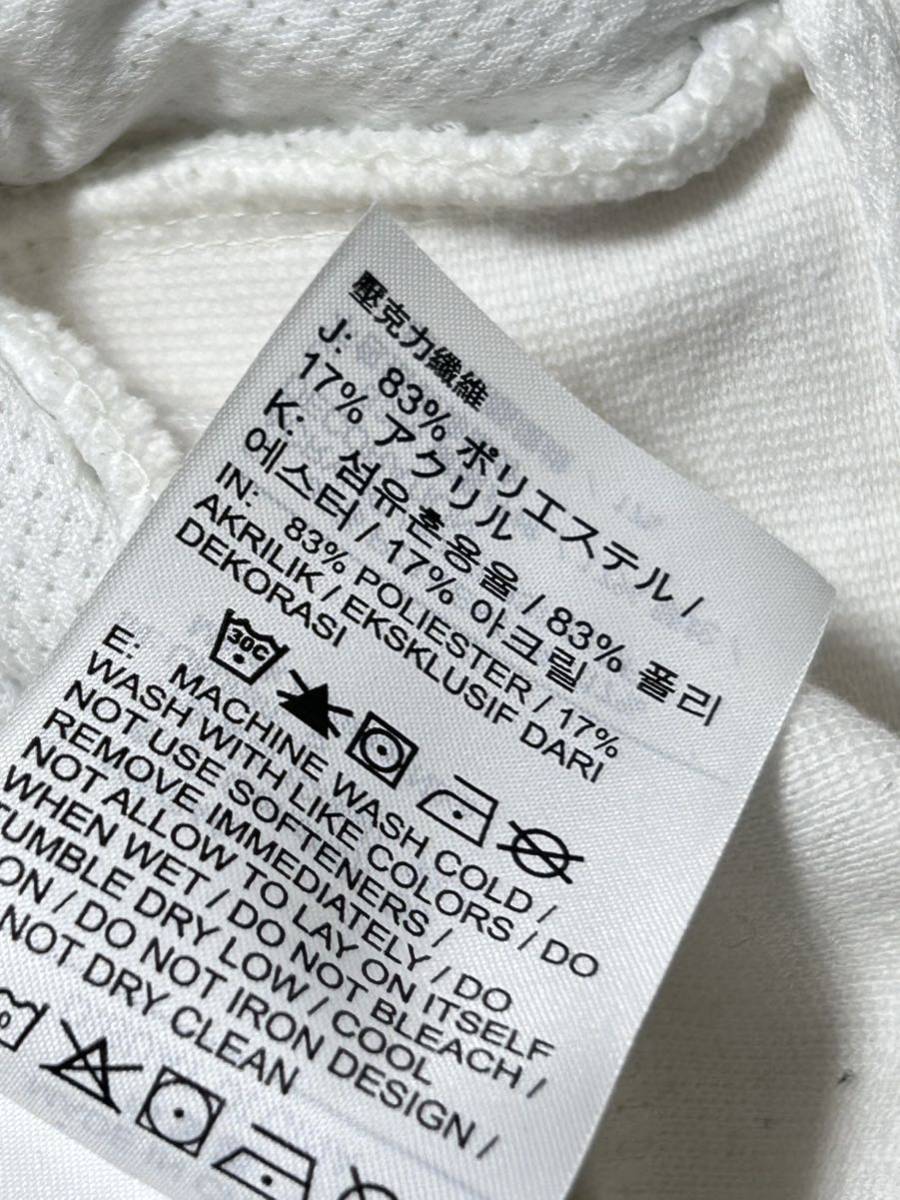 壓克力纖維
J: 83% ポリエステル /
17% アクリル
K: 섬유혼용율 / 83% 폴리
에스터 / 17% 아크릴
IN: 83% POLIESTER / 17%
AKRILIK / EKSKLUSIF DARI
DEKORASI
30C
E: MACHINE WASH COLD /
WASH WITH LIKE COLORS / DO
NOT USE SOFTENERS /
REMOVE IMMEDIATELY / DO
NOT ALLOW TO LAY ON ITSELF
WHEN WET / DO NOT BLEACH /
TUMBLE DRY LOW / COOL
ON / DO NOT IRON DESIGN /
NOT DRY CLEAN